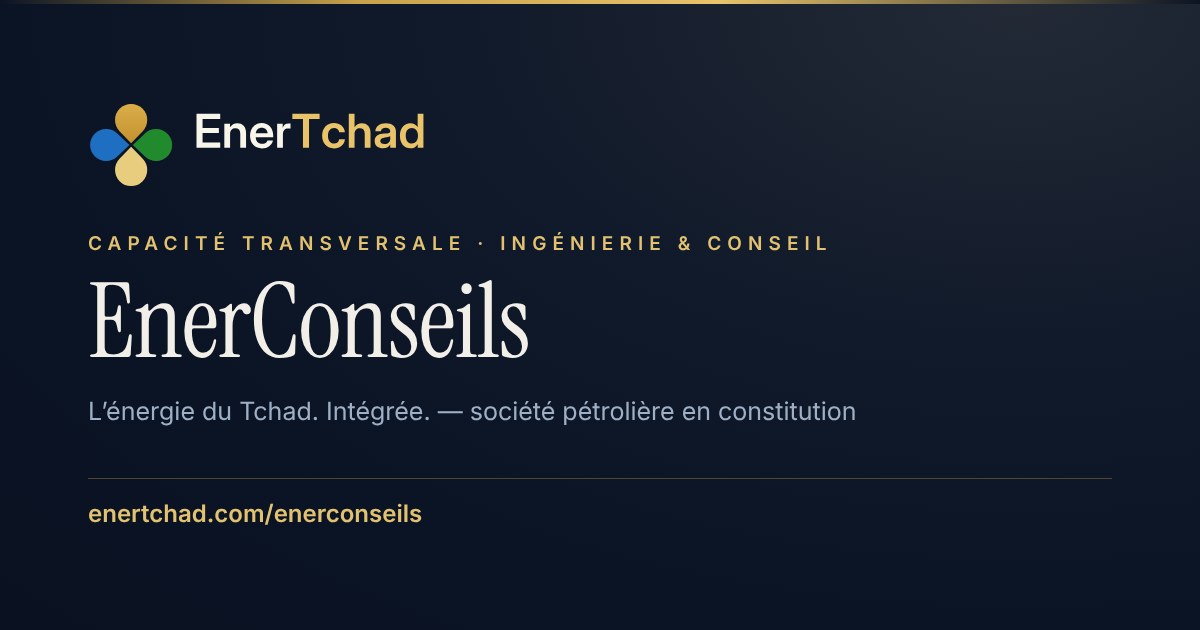 EnerTchad
CAPACITÉ TRANSVERSALE · INGÉNIERIE & CONSEIL
EnerConseils
L’énergie du Tchad. Intégrée. — société pétrolière en constitution
enertchad.com/enerconseils